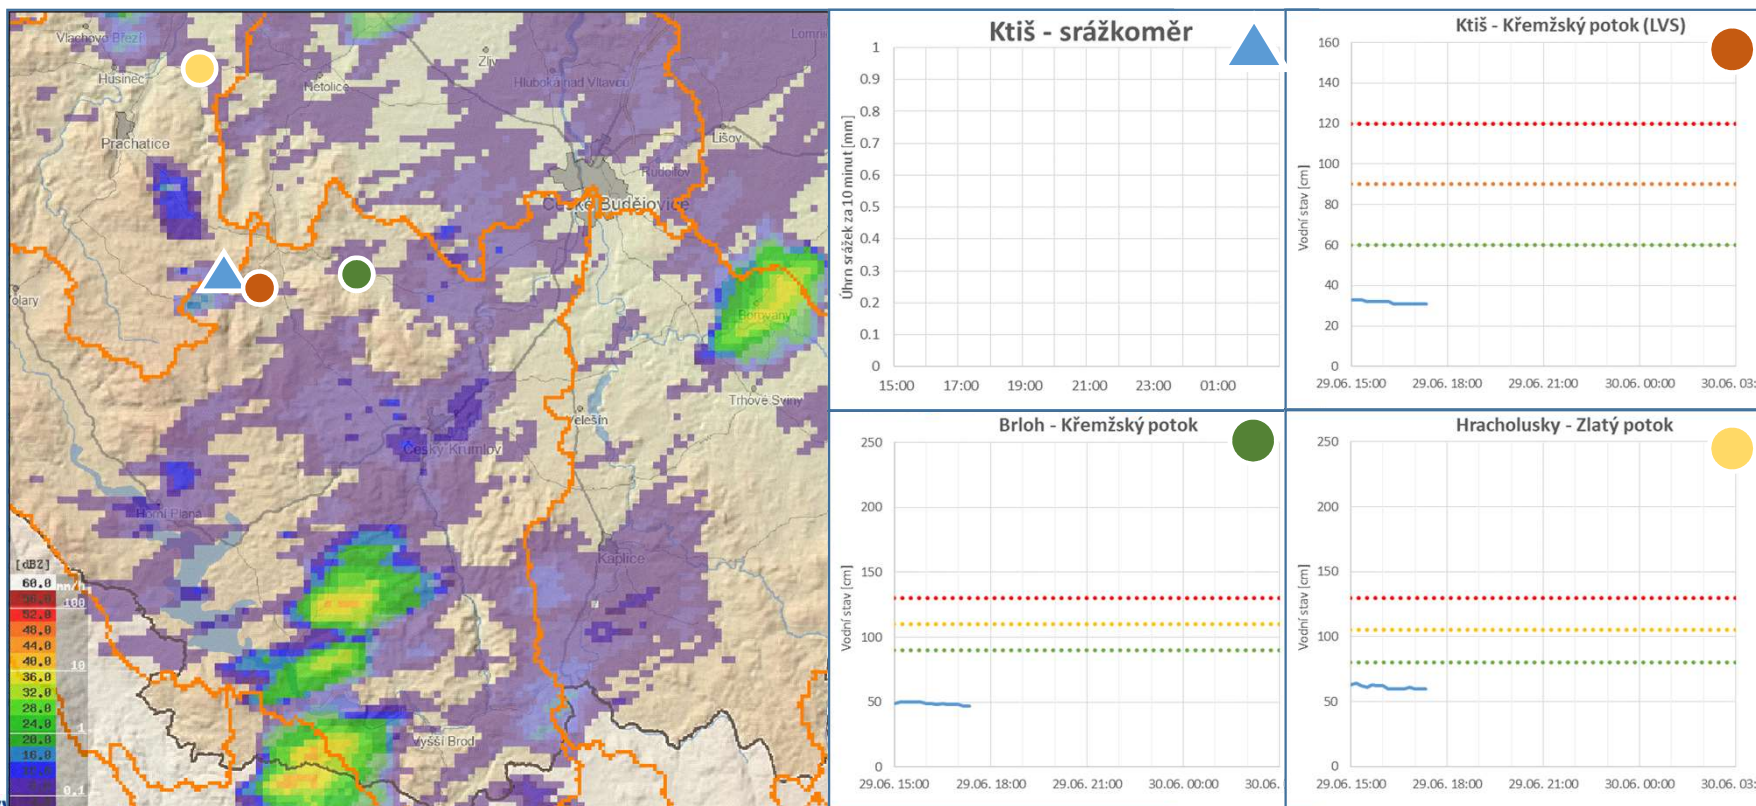 Vlachovo Březí
Husinec
Prachatice
Netolice
Zliv
Hluboká nad Vltavou
Lišov
Rudolfov
České Budějovice
Borovany
Trhové Sviny
Velešín
Český Krumlov
Horní Planá
Kaplice
Vyšší Brod
[dBZ]
60.0
56.0
52.0
48.0
44.0
40.0
36.0
32.0
28.0
24.0
20.0
16.0
mm/h
100
10
1
0.1
Ktiš - srážkoměr
Úhrn srážek za 10 minut [mm]
1
0.9
0.8
0.7
0.6
0.5
0.4
0.3
0.2
0.1
0
15:00 17:00 19:00 21:00 23:00 01:00
Ktiš - Křemžský potok (LVS)
Vodní stav [cm]
160
140
120
100
80
60
40
20
0
29.06. 15:00 29.06. 18:00 29.06. 21:00 30.06. 00:00 30.06. 03:
Brloh - Křemžský potok
Vodní stav [cm]
250
200
150
100
50
0
29.06. 15:00 29.06. 18:00 29.06. 21:00 30.06. 00:00 30.06.
Hracholusky - Zlatý potok
Vodní stav [cm]
250
200
150
100
50
0
29.06. 15:00 29.06. 18:00 29.06. 21:00 30.06. 00:00 30.06. 03: